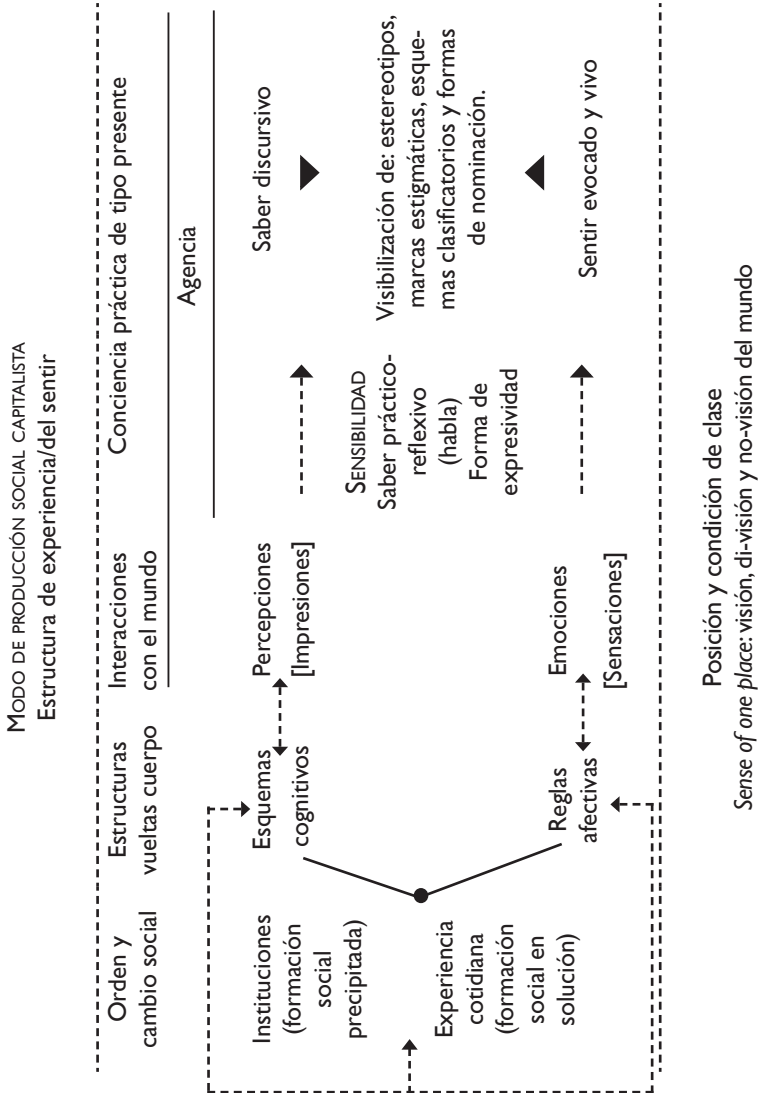 MODO DE PRODUCCIÓN SOCIAL CAPITALISTA
Estructura de experiencia/del sentir
Orden y
cambio social
Estructuras
vueltas cuerpo
Interacciones
con el mundo
Conciencia práctica de tipo presente
Agencia
Instituciones
(formación
social
precipitada)
Experiencia
cotidiana
(formación
social en
solución)
Esquemas
cognitivos
Reglas
afectivas
Percepciones
[Impresiones]
Emociones
[Sensaciones]
SENSIBILIDAD
Saber práctico-
reflexivo
(habla)
Forma de
expresividad
Saber discursivo
Visibilización de: estereotipos,
marcas estigmáticas, esque-
mas clasificatorios y formas
de nominación.
Sentir evocado y vivo
Posición y condición de clase
Sense of one place: visión, di-visión y no-visión del mundo